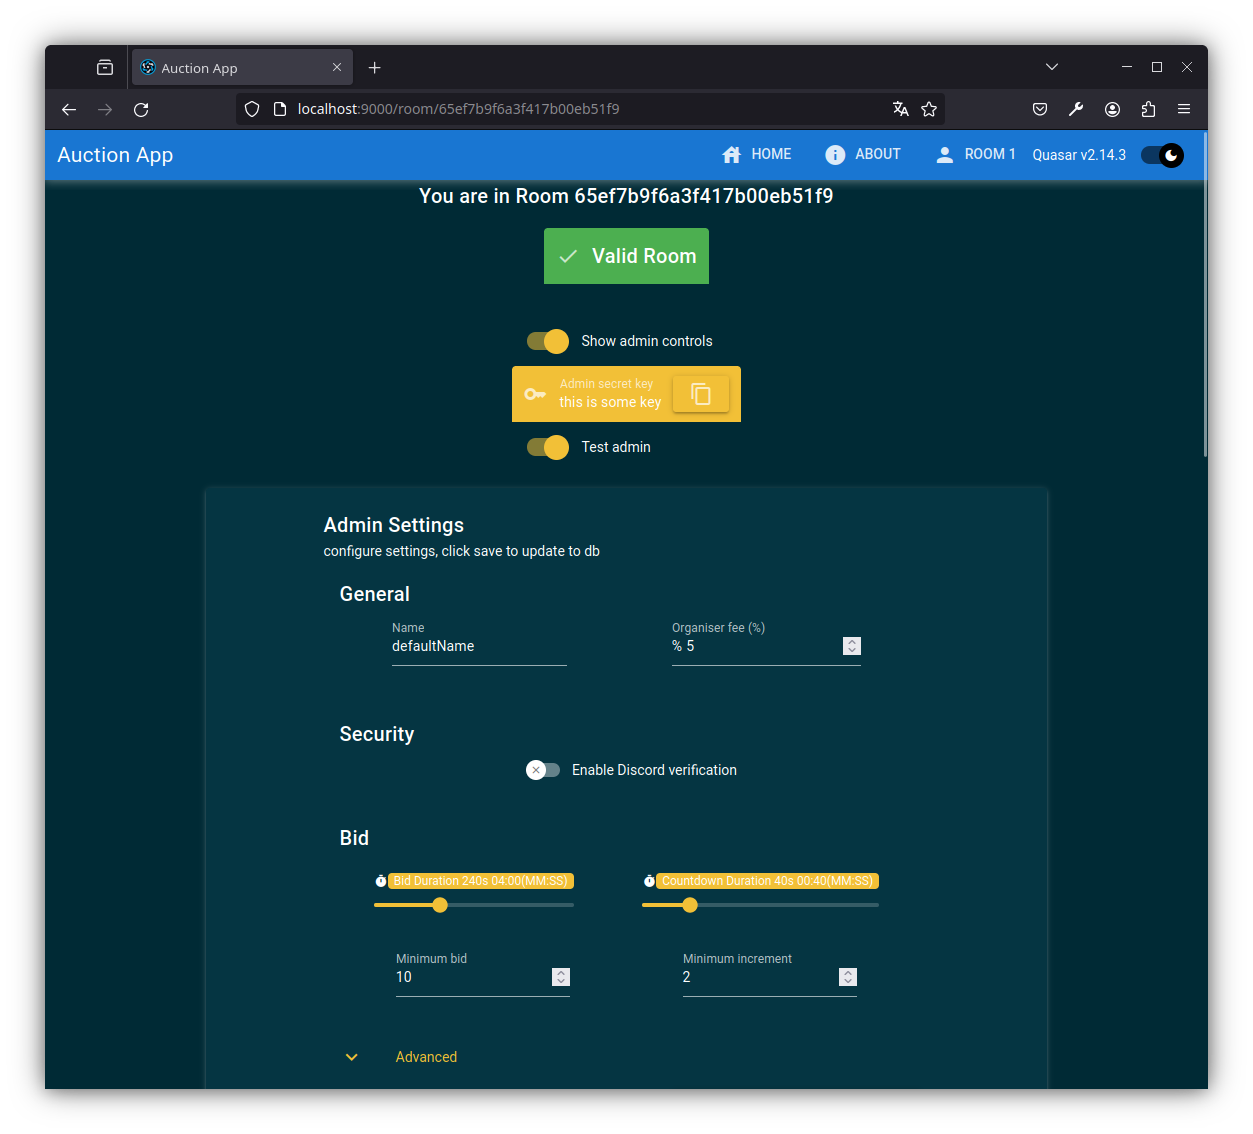 Auction App
localhost:9000/room/65ef7b9f6a3f417b00eb51f9
Auction App
HOME
ABOUT
ROOM 1
Quasar v2.14.3
You are in Room 65ef7b9f6a3f417b00eb51f9
Valid Room
Show admin controls
Admin secret key
this is some key
Test admin
Admin Settings
configure settings, click save to update to db
General
Name
defaultName
Organiser fee (%)
% 5
Security
Enable Discord verification
Bid
Bid Duration 240s 04:00(MM:SS)
Countdown Duration 40s 00:40(MM:SS)
Minimum bid
10
Minimum increment
2
Advanced